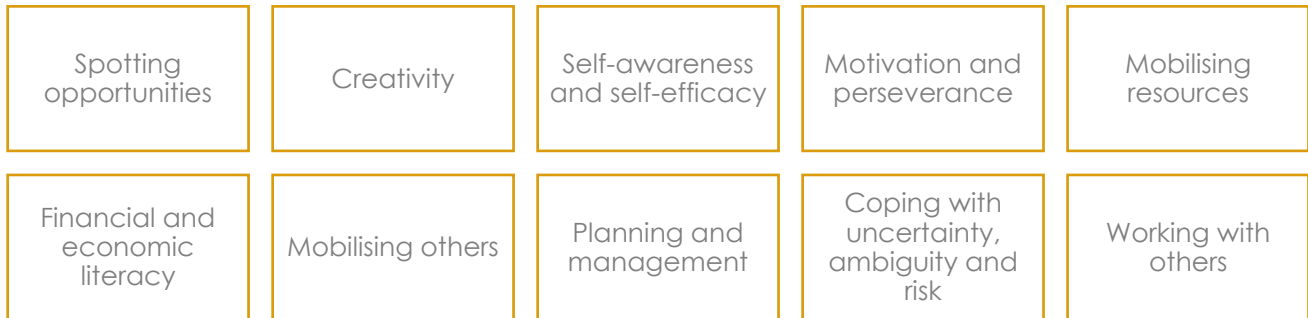 Spotting
opportunities
Creativity
Self-awareness
and self-efficacy
Motivation and
perseverance
Mobilising
resources
Financial and
economic
literacy
Mobilising others
Planning and
management
Coping with
uncertainty,
ambiguity and
risk
Working with
others